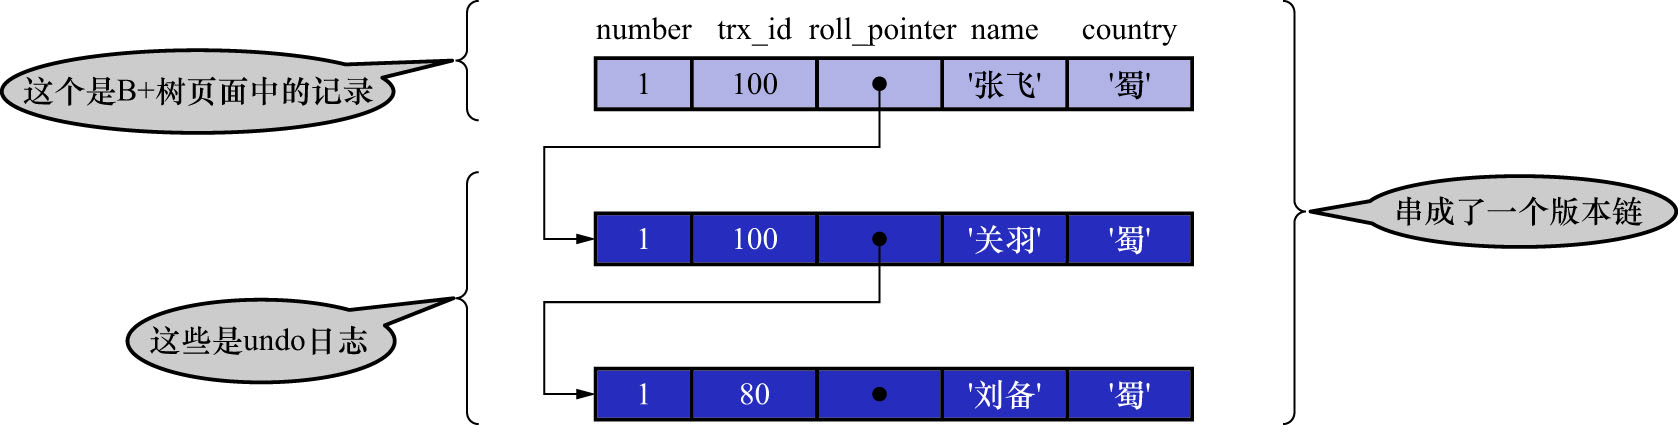 number trx_id roll_pointer name country
这个是B+树页面中的记录
1 100 '张飞' '蜀'
串成了一个版本链
1 100 '关羽' '蜀'
这些是undo日志
1 80 '刘备' '蜀'